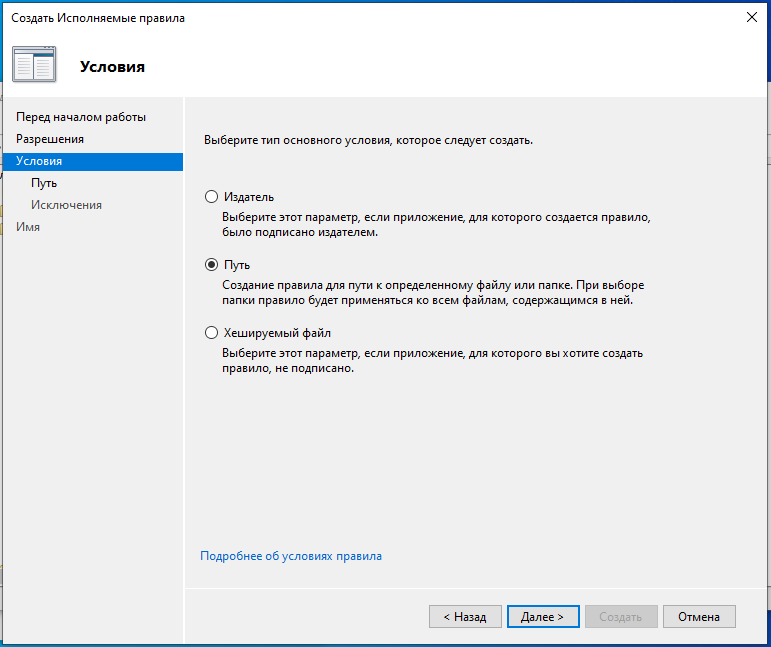 Создать Исполняемые правила
Условия
Перед началом работы
Разрешения
Условия
Путь
Исключения
Имя
Выберите тип основного условия, которое следует создать.
Издатель
Выберите этот параметр, если приложение, для которого создается правило,
было подписано издателем.
Путь
Создание правила для пути к определенному файлу или папке. При выборе
папки правило будет применяться ко всем файлам, содержащимся в ней.
Хешируемый файл
Выберите этот параметр, если приложение, для которого вы хотите создать
правило, не подписано.
Подробнее об условиях правила
< Назад
Далее >
Создать
Отмена